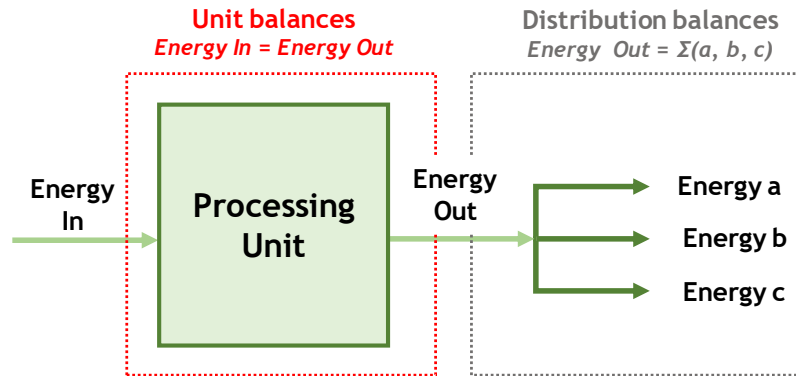 Unit balances
Energy In = Energy Out
Distribution balances
Energy Out = Σ(a, b, c)
Energy
In
Processing
Unit
Energy
Out
Energy a
Energy b
Energy c